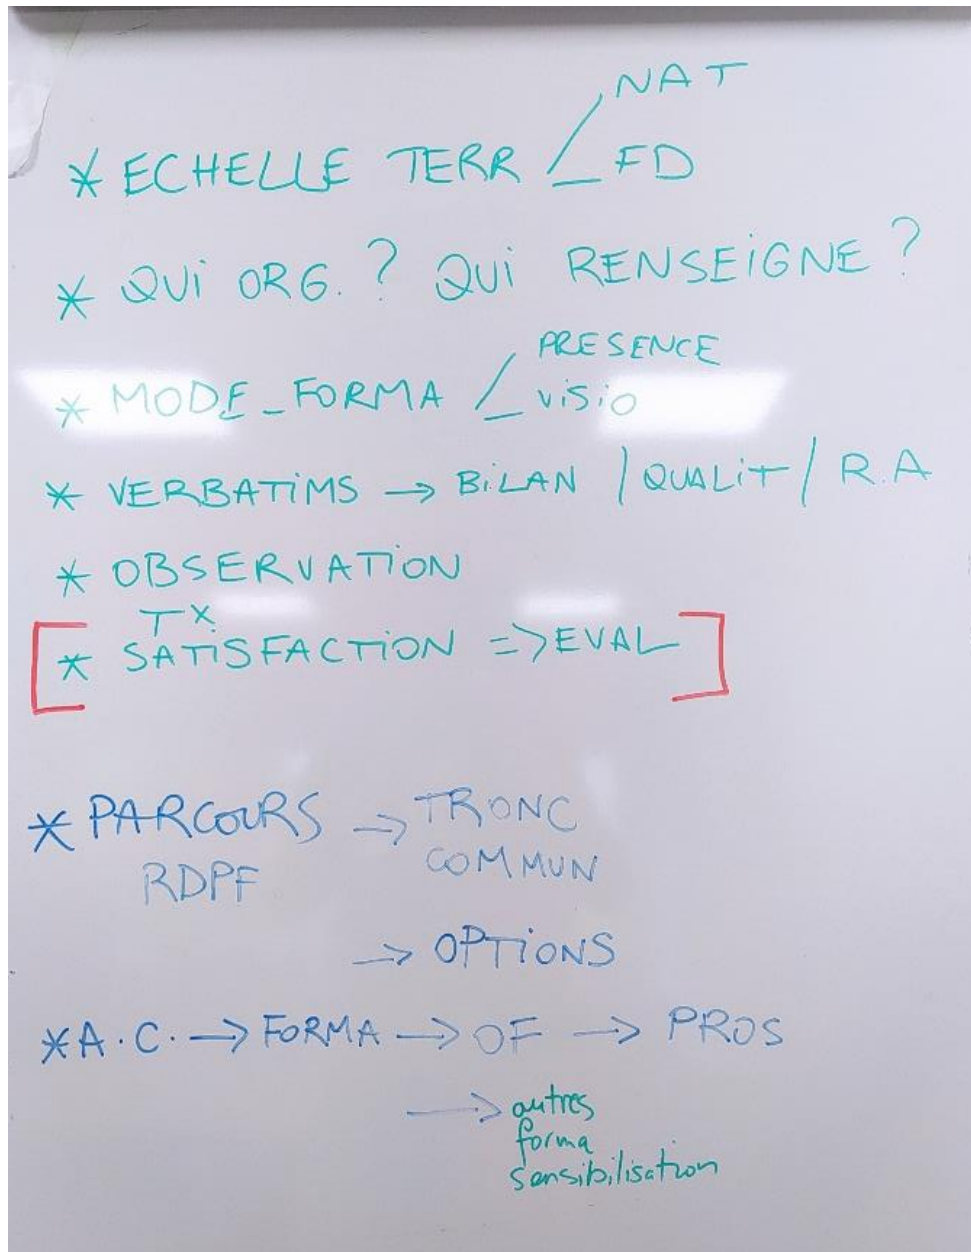 NAT
* ECHELLE TERR FD
* QUI ORG. ? QUI RENSEIGNE ?
PRESENCE
* MODE_FORMA visio
* VERBATIMS → BILAN / QUALIT / R.A
* OBSERVATION
TX.
[* SATISFACTION => EVAL]
* PARCOURS → TRONC
RDPF COMMUN
→ OPTIONS
* A.C. → FORMA → OF → PROS
→ autres
forma
sensibilisation